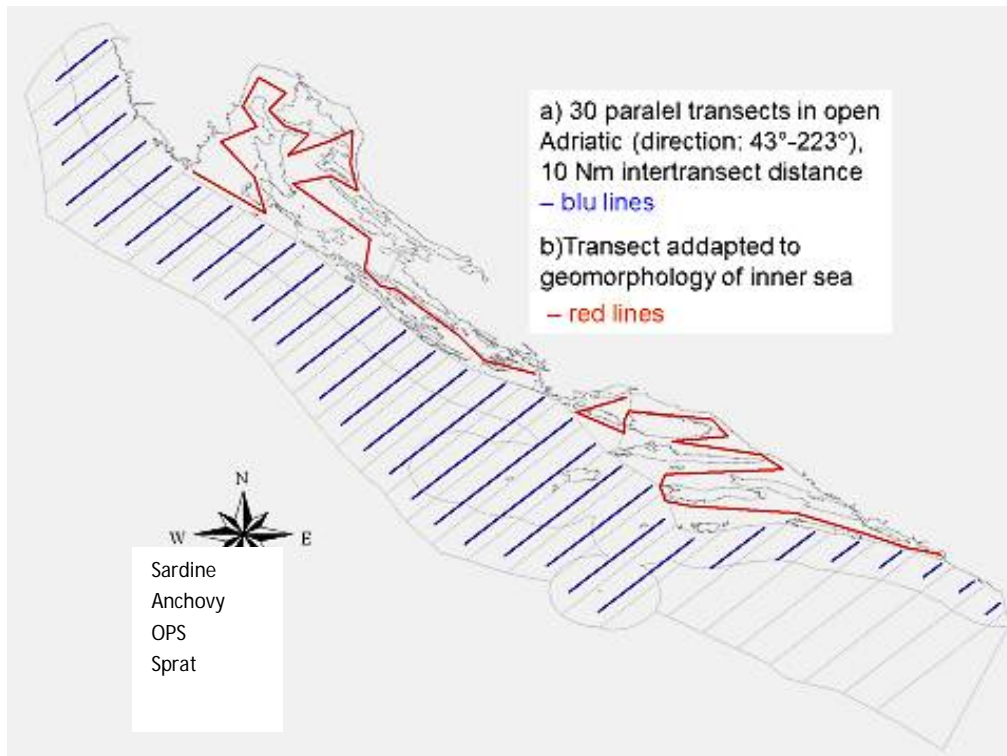 a) 30 paralel transects in open
Adriatic (direction: 43°-223°),
10 Nm intertransect distance
– blu lines
b)Transect addapted to
geomorphology of inner sea
– red lines
N
W E
Sardine
Anchovy
OPS
Sprat